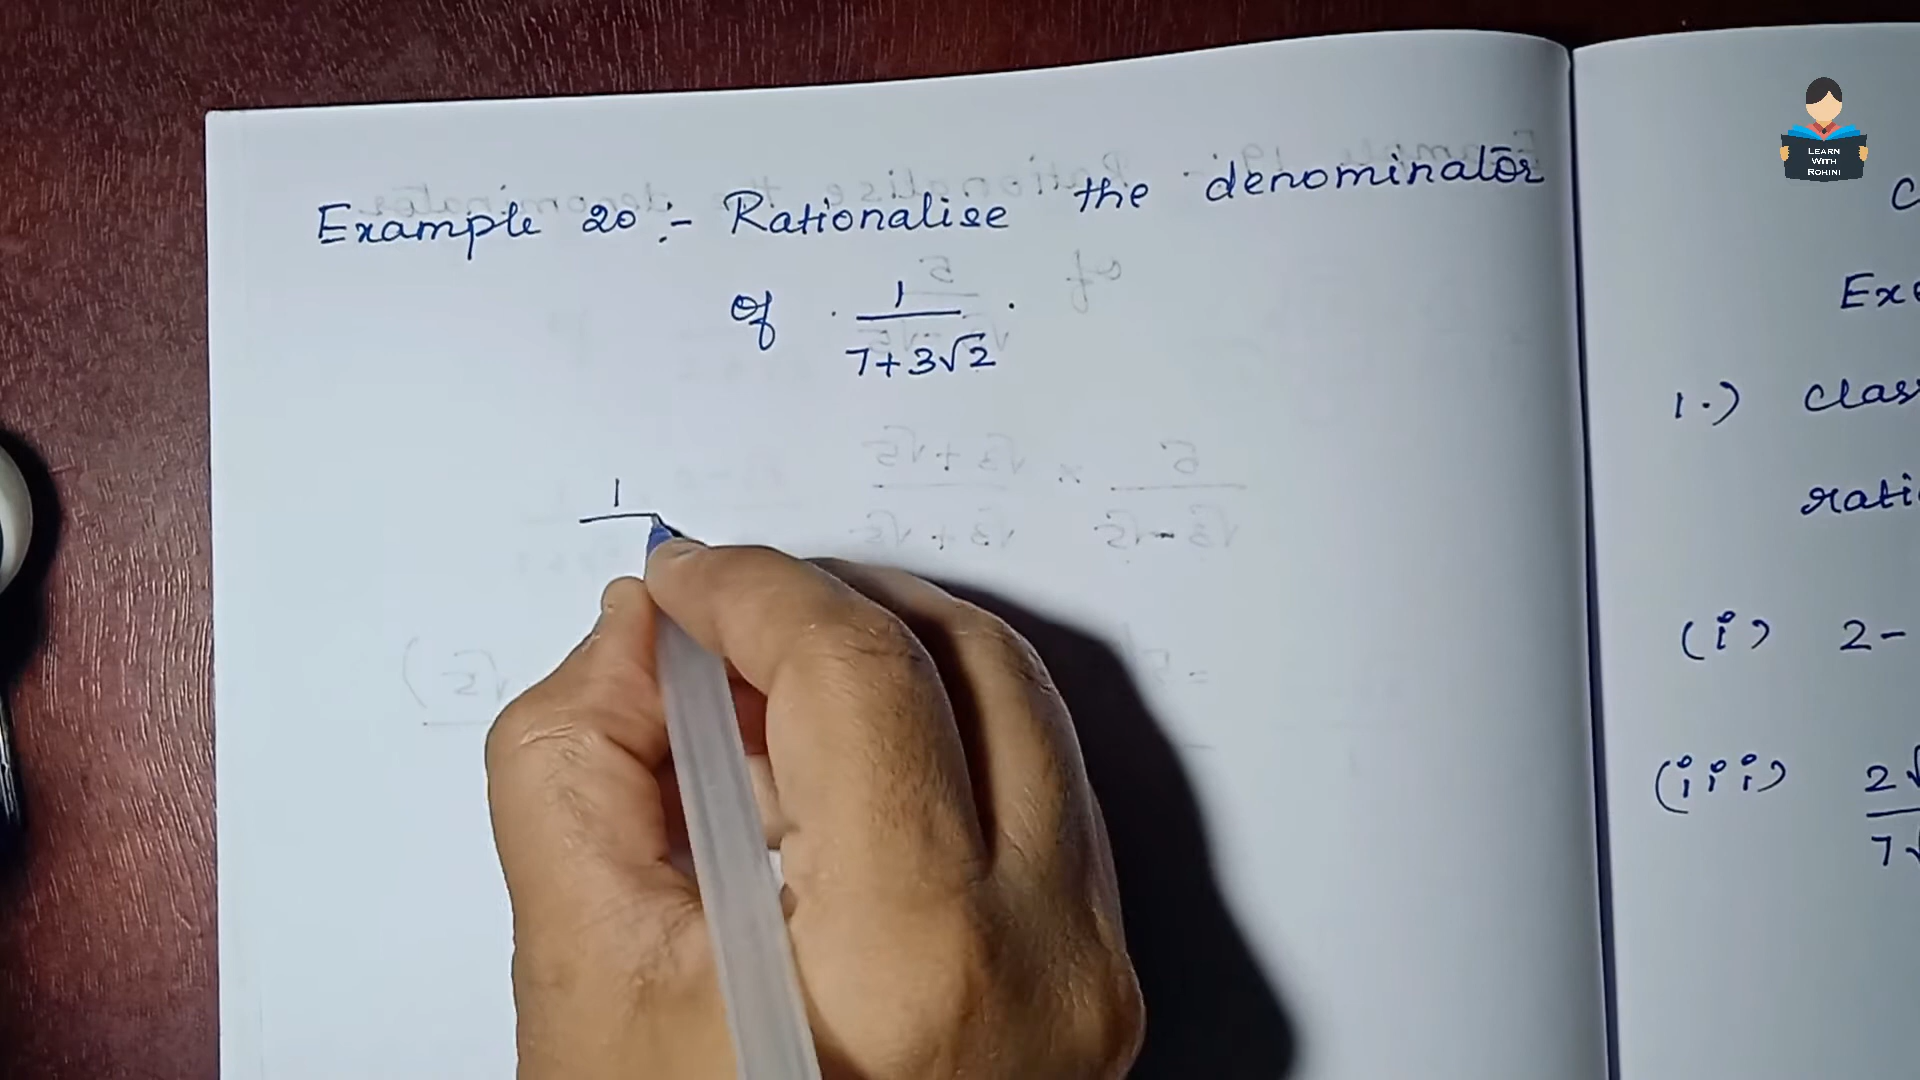 Example 20 :- Rationalise the denominator
of 1/(7+3√2).
1
LEARN
WITH
ROHINI
C
Exa
1.) Clas
rati
(i) 2-
(iii) 2√
7√